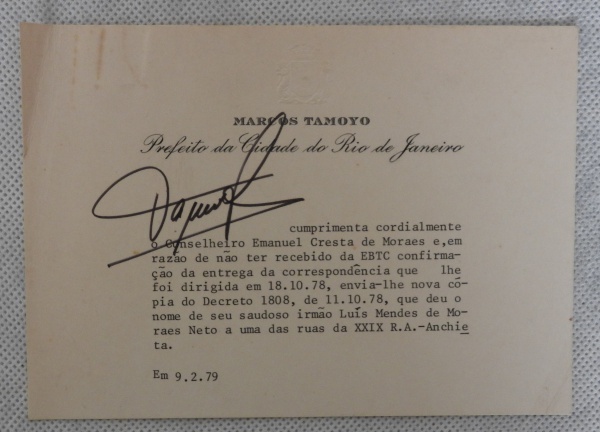 MARCOS TAMOYO
Prefeito da Cidade do Rio de Janeiro
cumprimenta cordialmente
o Conselheiro Emanuel Cresta de Moraes e,em
razão de não ter recebido da EBTC confirma-
ção da entrega da correspondência que lhe
foi dirigida em 18.10.78, envia-lhe nova có-
pia do Decreto 1808, de 11.10.78, que deu o
nome de seu saudoso irmão Luís Mendes de Mo-
raes Neto a uma das ruas da XXIX R.A.-Anchie
ta.
Em 9.2.79